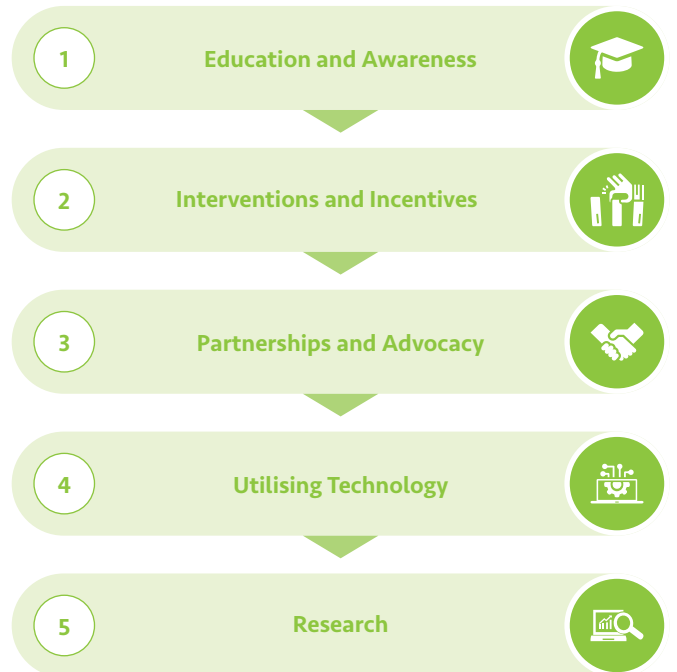 1 Education and Awareness
2 Interventions and Incentives
3 Partnerships and Advocacy
4 Utilising Technology
5 Research